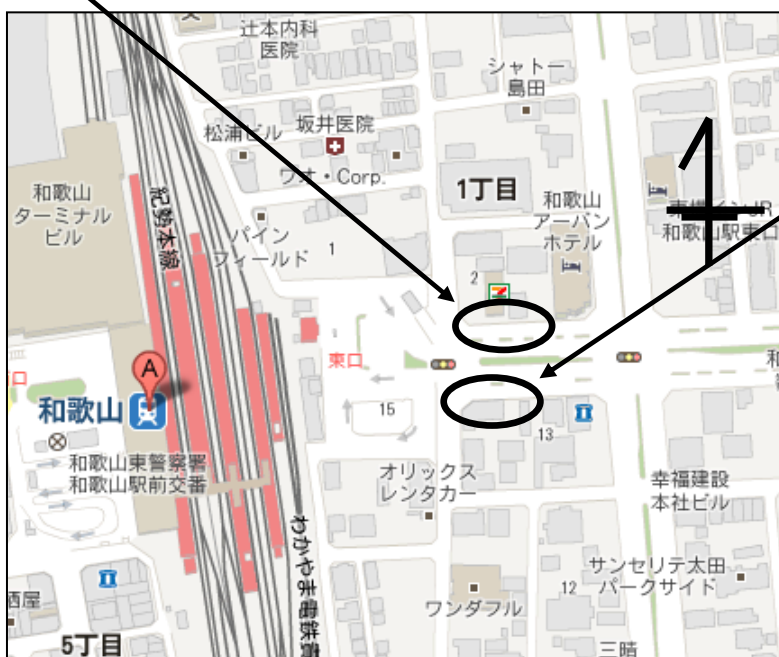 辻本内科
医院
シャトー
島田
松浦ビル
坂井医院
ワオ・Corp.
1丁目
和歌山
ターミナル
ビル
紀勢本線
パイン
フィールド
1
和歌山
アーバン
ホテル
和歌山駅東口
2
東口
口
A
和歌山
15
13
和歌山東警察署
和歌山駅前交番
オリックス
レンタカー
幸福建設
本社ビル
わかやま電鉄貴
サンセリテ太田
パークサイド
12
ワンダフル
酒屋
5丁目
三晴